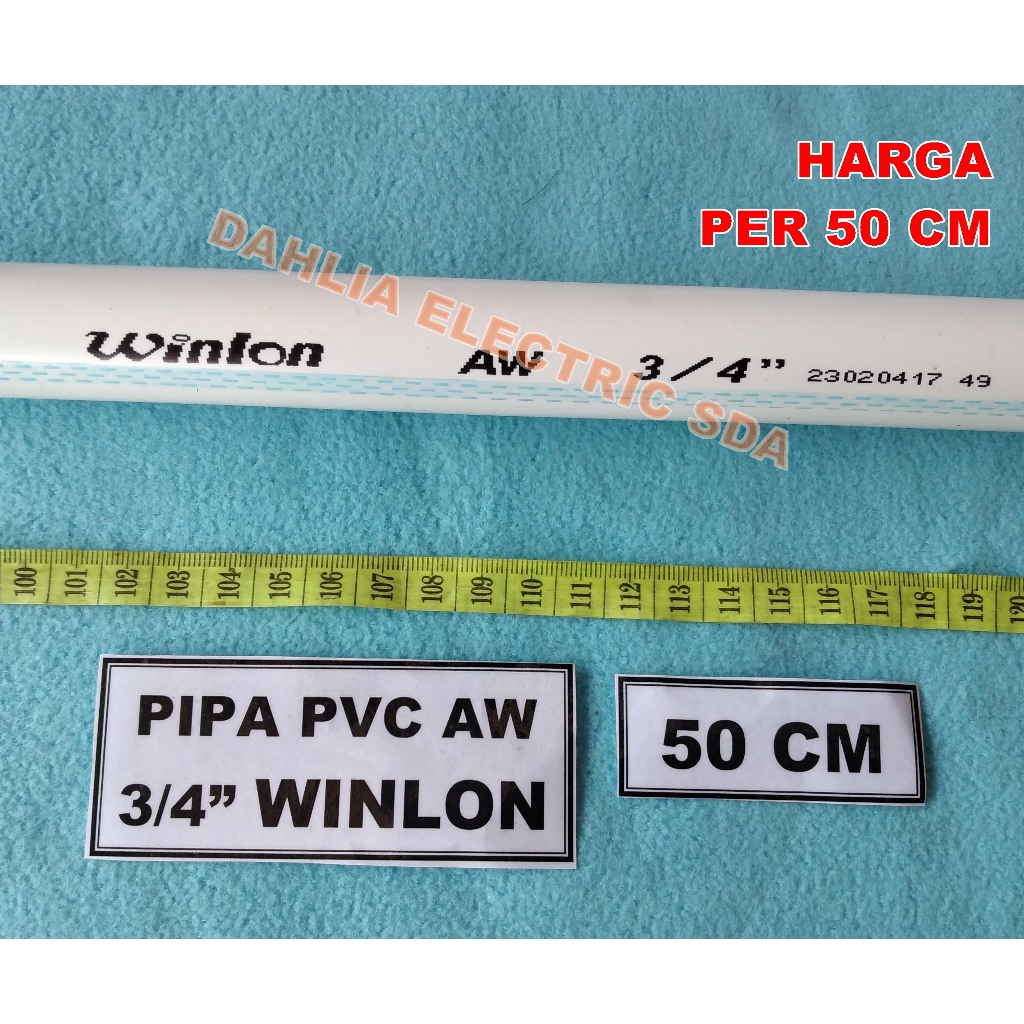 HARGA
PER 50 CM
DAHLIA ELECTRIC SDA
Winlon AW 3/4” 23020417 49
100 101 102 103 104 105 106 107 108 109 110 111 112 113 114 115 116 117 118 119 120
PIPA PVC AW
3/4” WINLON
50 CM